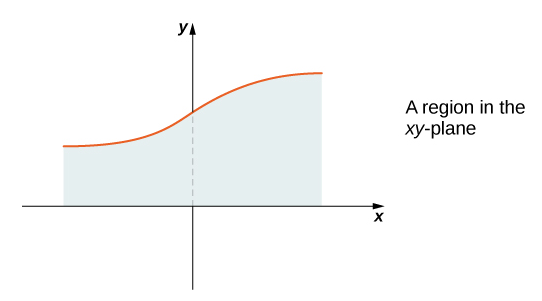 y
A region in the
xy-plane
x